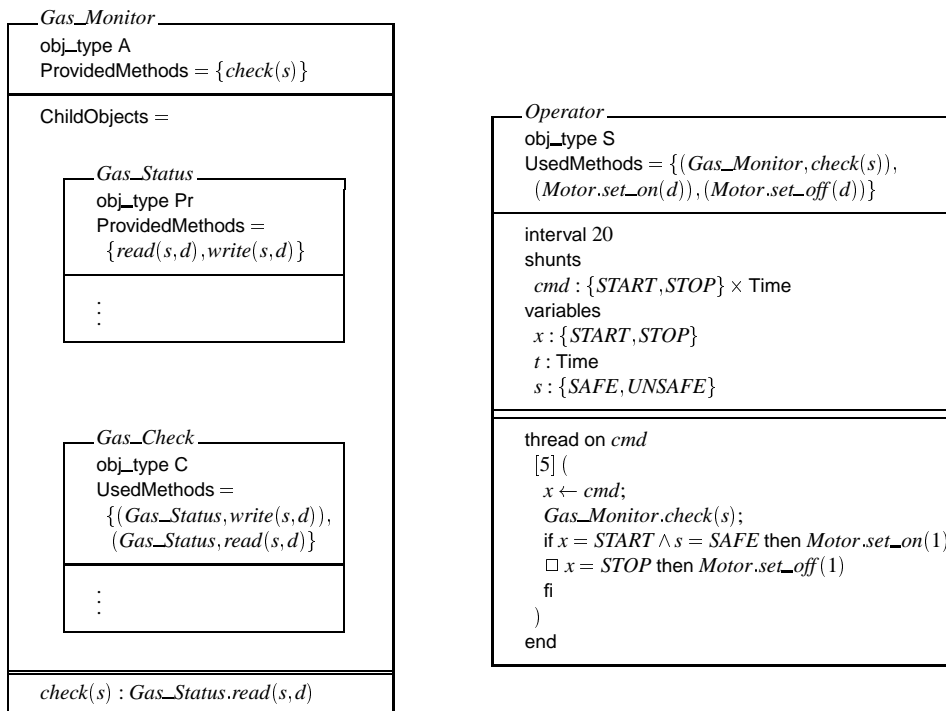 Gas_Monitor
obj_type A
ProvidedMethods = {check(s)}
ChildObjects =
Gas_Status
obj_type Pr
ProvidedMethods =
{read(s,d),write(s,d)}
⋮
Gas_Check
obj_type C
UsedMethods =
{(Gas_Status,write(s,d)),
(Gas_Status,read(s,d)}
⋮
check(s) : Gas_Status.read(s,d)
Operator
obj_type S
UsedMethods = {(Gas_Monitor,check(s)),
(Motor.set_on(d)),(Motor.set_off(d))}
interval 20
shunts
cmd : {START,STOP} × Time
variables
x : {START,STOP}
t : Time
s : {SAFE,UNSAFE}
thread on cmd
[5] (
x ← cmd;
Gas_Monitor.check(s);
if x = START ∧ s = SAFE then Motor.set_on(1)
□ x = STOP then Motor.set_off(1)
fi
)
end